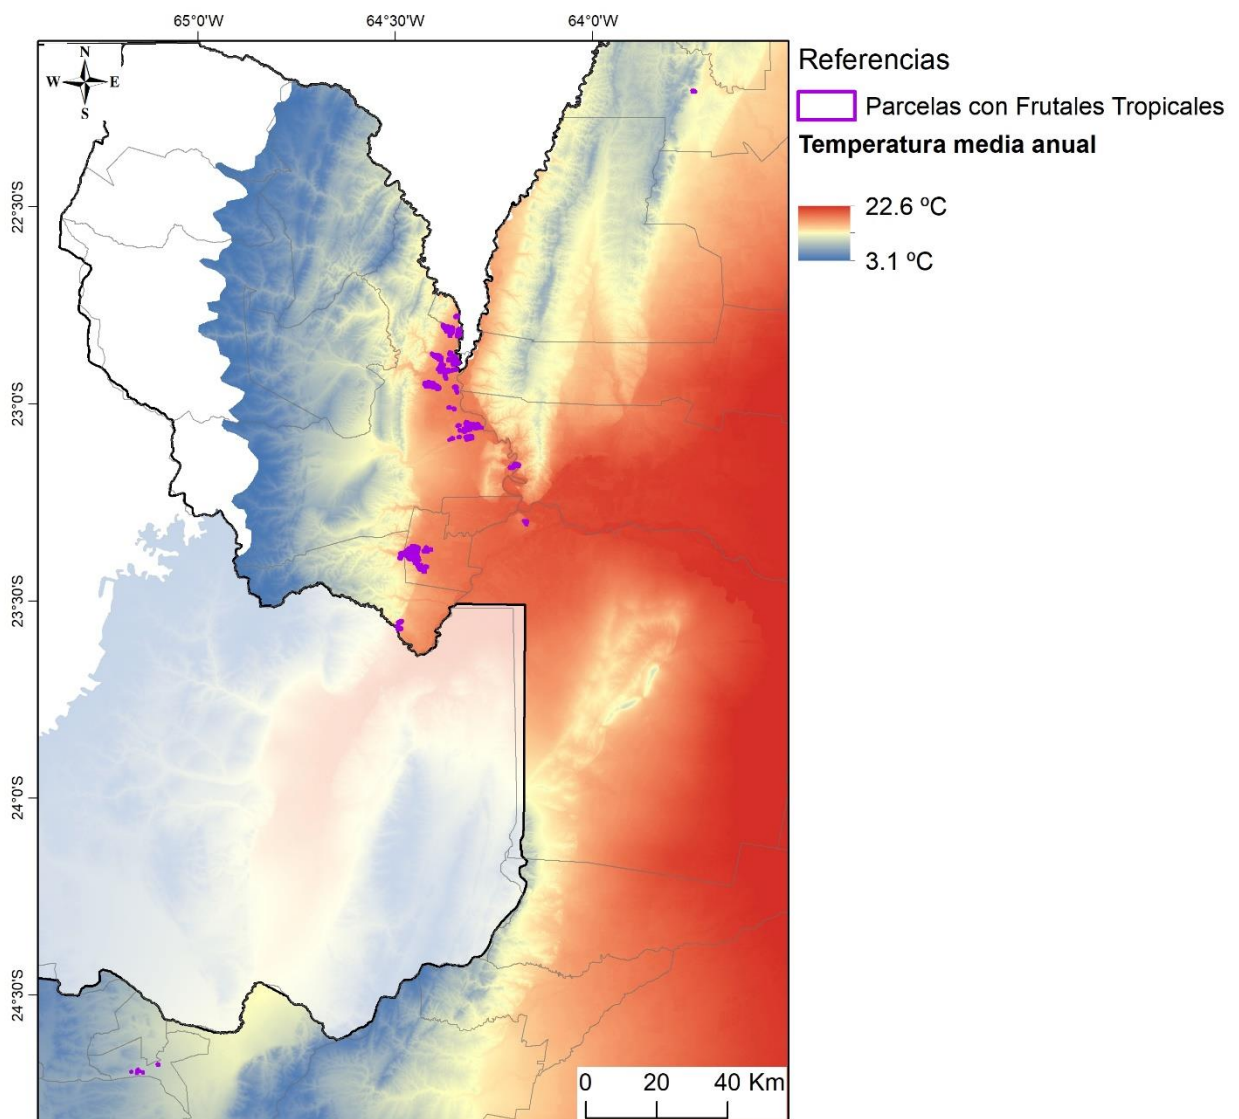 65°0'W 64°30'W 64°0'W
N
W E
S
Referencias
Parcelas con Frutales Tropicales
Temperatura media anual
22.6 ºC
3.1 ºC
22°30'S
23°0'S
23°30'S
24°0'S
24°30'S
0 20 40 Km